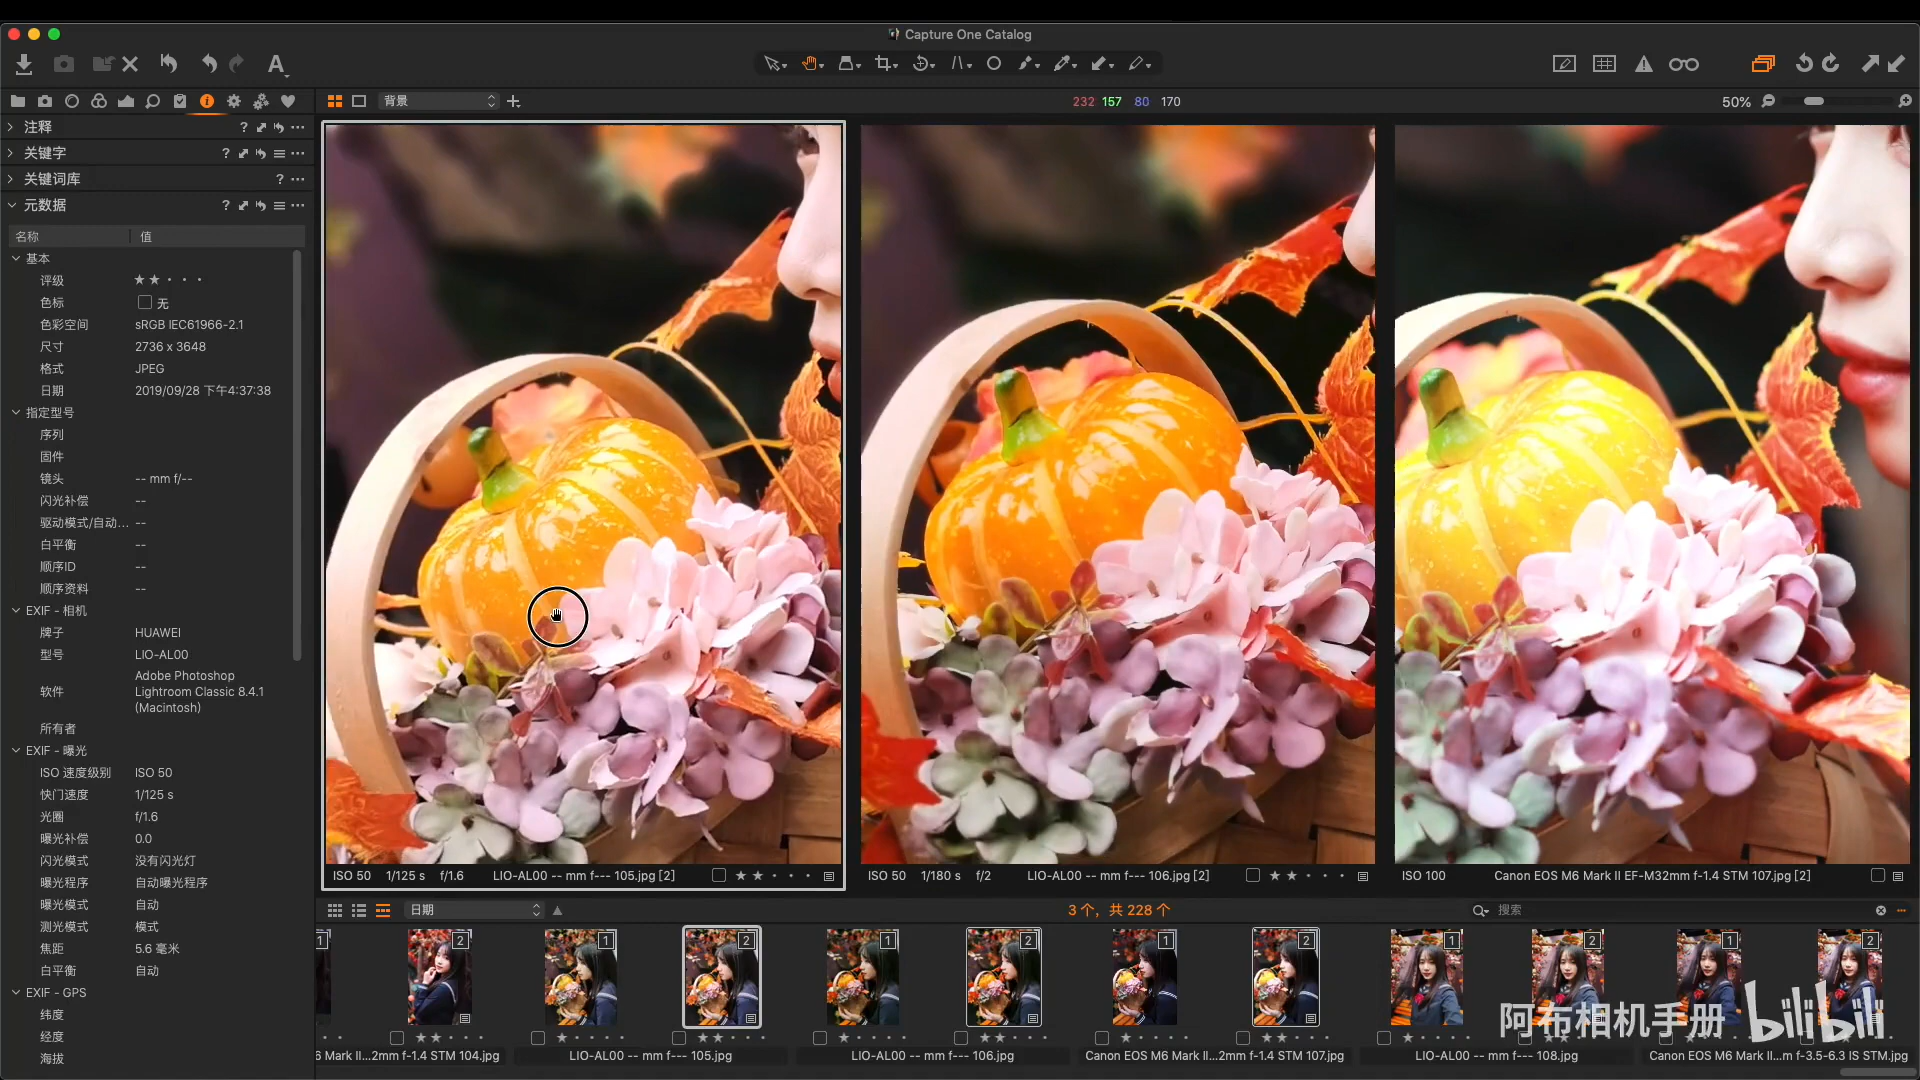 Capture One Catalog
A
背景
232 157 80 170
50%
注释
关键字
关键词库
元数据
名称 值
基本
评级
色标 无
色彩空间 sRGB IEC61966-2.1
尺寸 2736 x 3648
格式 JPEG
日期 2019/09/28 下午4:37:38
指定型号
序列
固件
镜头 -- mm f/--
闪光补偿 --
驱动模式/自动... --
白平衡 --
顺序ID --
顺序资料 --
EXIF - 相机
牌子 HUAWEI
型号 LIO-AL00
软件 Adobe Photoshop
Lightroom Classic 8.4.1
(Macintosh)
所有者
EXIF - 曝光
ISO 速度级别 ISO 50
快门速度 1/125 s
光圈 f/1.6
曝光补偿 0.0
闪光模式 没有闪光灯
曝光程序 自动曝光程序
曝光模式 自动
测光模式 模式
焦距 5.6 毫米
白平衡 自动
EXIF - GPS
纬度
经度
海拔
ISO 50 1/125 s f/1.6 LIO-AL00 -- mm f--- 105.jpg [2]
ISO 50 1/180 s f/2 LIO-AL00 -- mm f--- 106.jpg [2]
ISO 100 Canon EOS M6 Mark II EF-M32mm f-1.4 STM 107.jpg [2]
日期
3 个，共 228 个
搜索
1 2 1 2 1 2 1 2 1 2 1 2
6 Mark II...2mm f-1.4 STM 104.jpg
LIO-AL00 -- mm f--- 105.jpg
LIO-AL00 -- mm f--- 106.jpg
Canon EOS M6 Mark II...2mm f-1.4 STM 107.jpg
LIO-AL00 -- mm f--- 108.jpg
Canon EOS M6 Mark II...m f-3.5-6.3 IS STM.jpg
阿布相机手册 bilibili